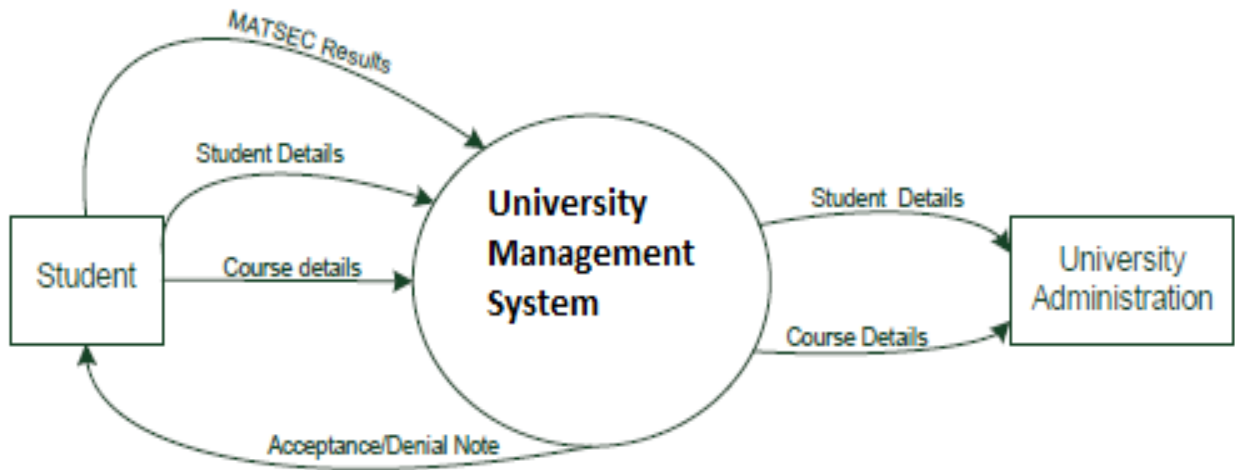 MATSEC Results
Student Details
Course details
Student
University
Management
System
Student Details
Course Details
University
Administration
Acceptance/Denial Note